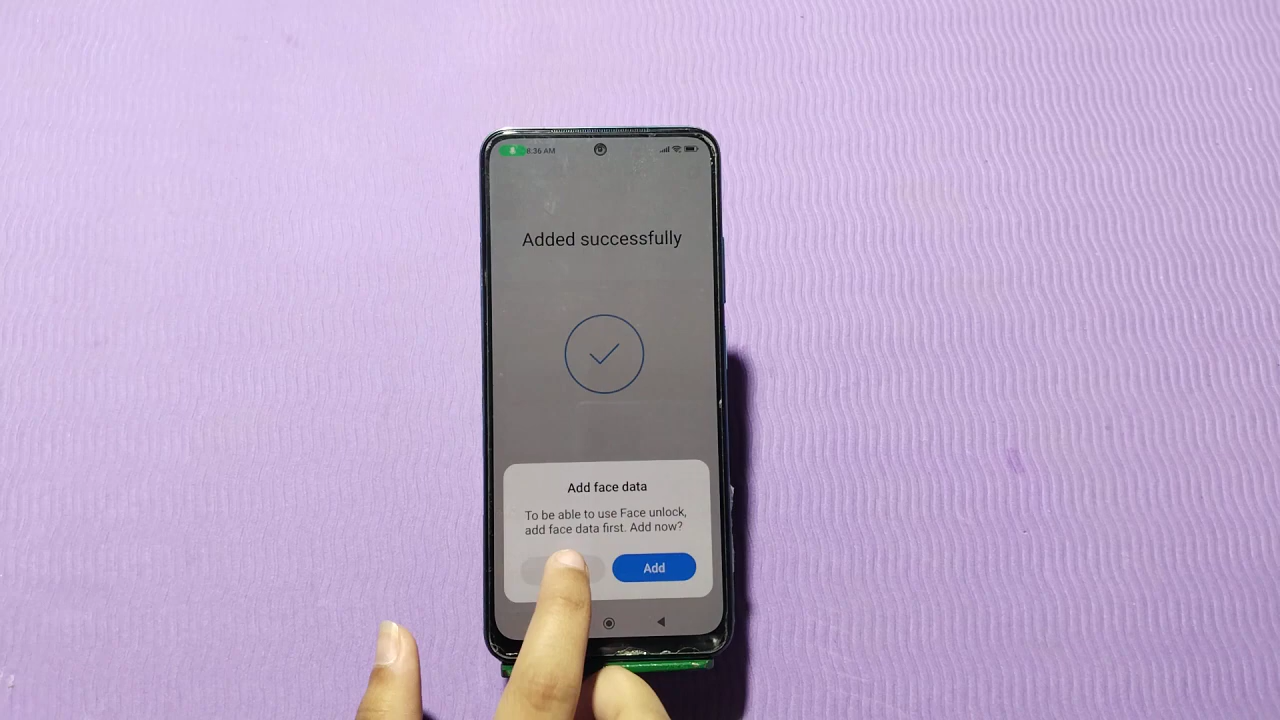 8:36 AM
Added successfully
Add face data
To be able to use Face unlock,
add face data first. Add now?
Add